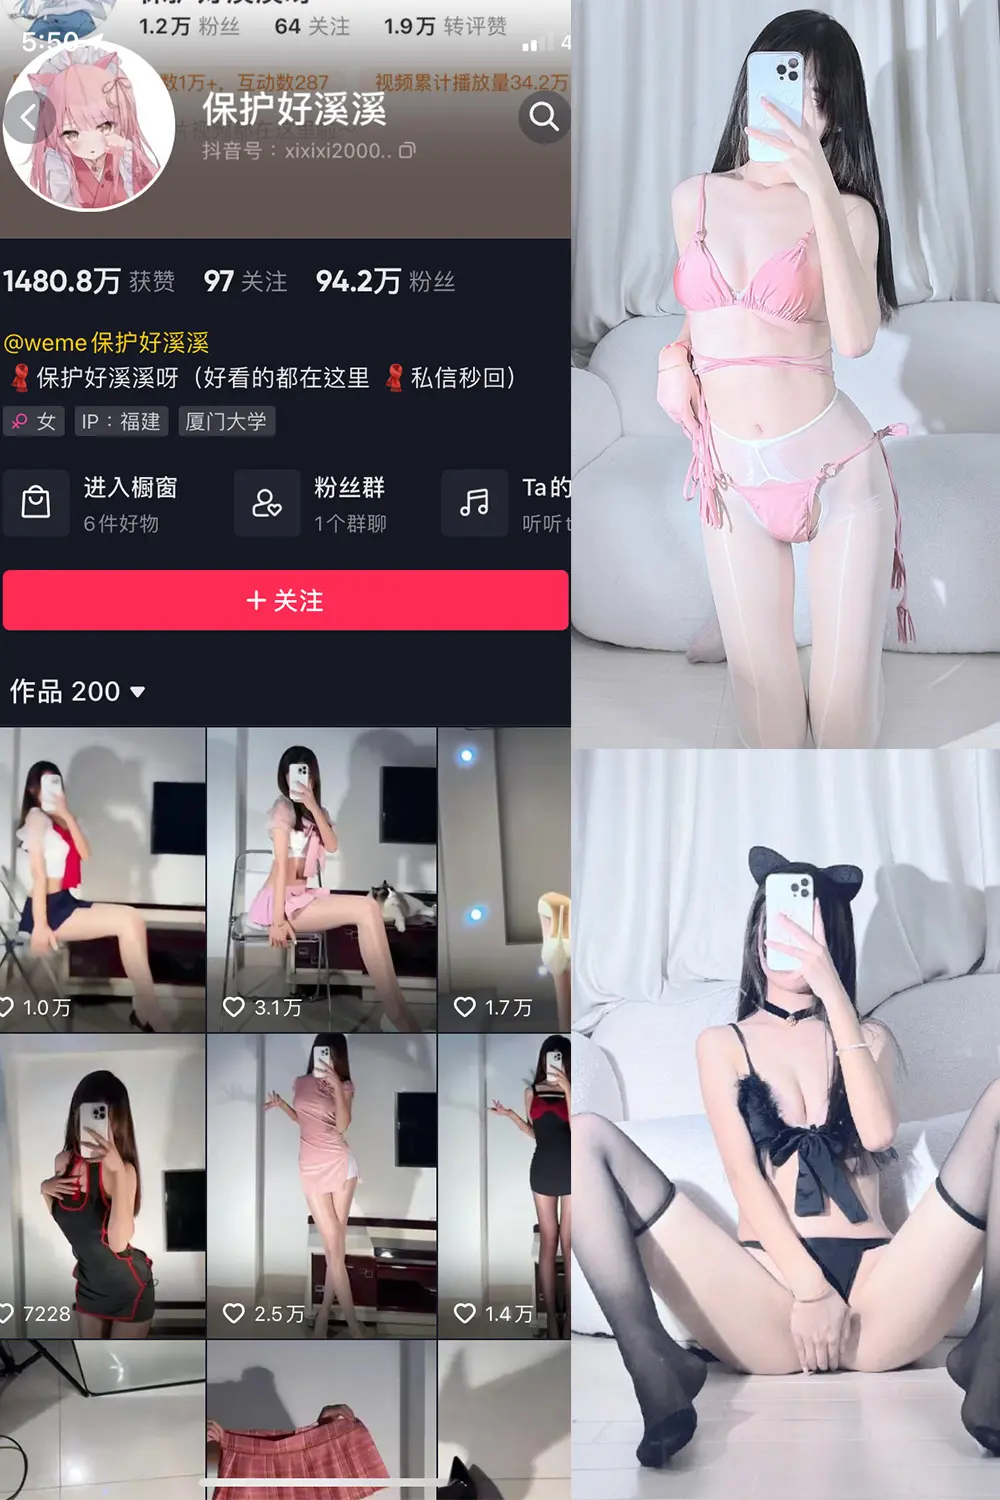 1.2万 粉丝 64 关注 1.9万 转评赞
5:50
4
数1万+，互动数287 视频累计播放量34.2万
保护好溪溪
抖音号：xixixi2000..
1480.8万 获赞 97 关注 94.2万 粉丝
@weme保护好溪溪
保护好溪溪呀（好看的都在这里 私信秒回）
女 IP：福建 厦门大学
进入橱窗 粉丝群 Ta的
6件好物 1个群聊 听听
+ 关注
作品 200
1.0万 3.1万 1.7万
7228 2.5万 1.4万